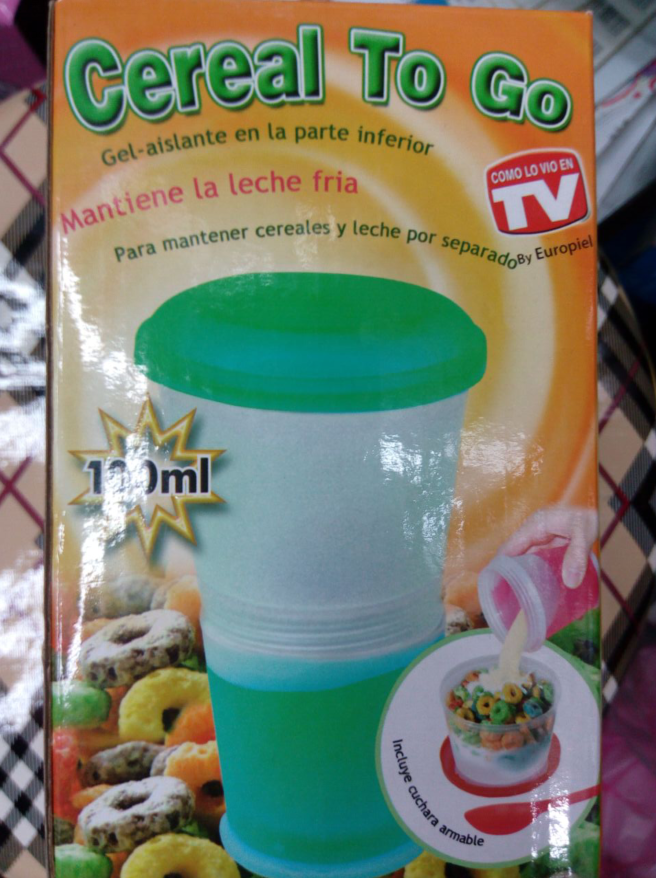 Cereal To Go
Gel-aislante en la parte inferior
Mantiene la leche fria
COMO LO VIO EN
TV
Para mantener cereales y leche por separado
By Europiel
Incluye cuchara armable